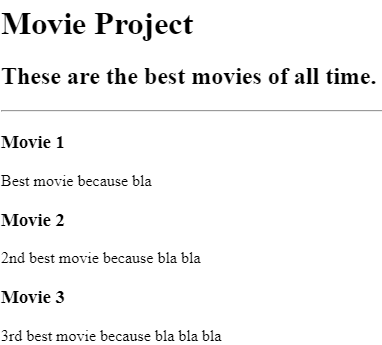 Movie Project
These are the best movies of all time.
Movie 1
Best movie because bla
Movie 2
2nd best movie because bla bla
Movie 3
3rd best movie because bla bla bla